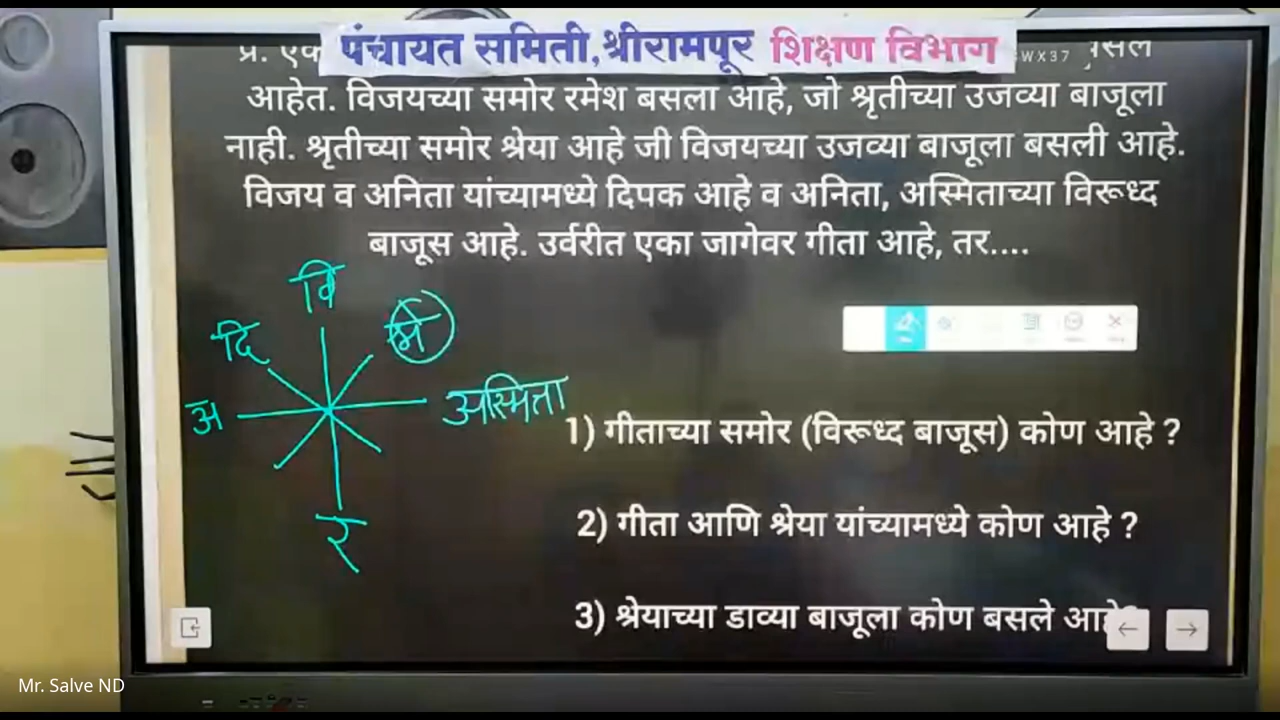 पंचायत समिती,श्रीरामपूर शिक्षण विभाग
प्र. एक
आहेत. विजयच्या समोर रमेश बसला आहे, जो श्रृतीच्या उजव्या बाजूला
नाही. श्रृतीच्या समोर श्रेया आहे जी विजयच्या उजव्या बाजूला बसली आहे.
विजय व अनिता यांच्यामध्ये दिपक आहे व अनिता, अस्मिताच्या विरूध्द
बाजूस आहे. उर्वरीत एका जागेवर गीता आहे, तर....
वि
दि
अ
अस्मिता
र
1) गीताच्या समोर (विरूध्द बाजूस) कोण आहे ?
2) गीता आणि श्रेया यांच्यामध्ये कोण आहे ?
3) श्रेयाच्या डाव्या बाजूला कोण बसले आहे
Mr. Salve ND